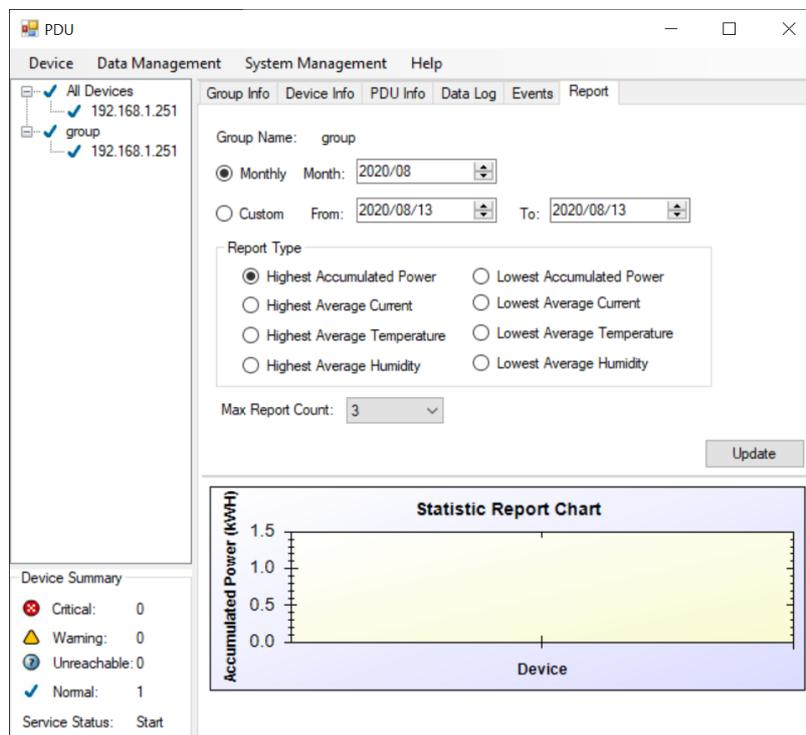 PDU
Device Data Management System Management Help
All Devices
192.168.1.251
group
192.168.1.251
Group Info Device Info PDU Info Data Log Events Report
Group Name: group
Monthly Month: 2020/08
Custom From: 2020/08/13 To: 2020/08/13
Report Type
Highest Accumulated Power Lowest Accumulated Power
Highest Average Current Lowest Average Current
Highest Average Temperature Lowest Average Temperature
Highest Average Humidity Lowest Average Humidity
Max Report Count: 3
Update
Statistic Report Chart
Accumulated Power (kWH)
1.5
1.0
0.5
0.0
Device
Device Summary
Critical: 0
Warning: 0
Unreachable: 0
Normal: 1
Service Status: Start